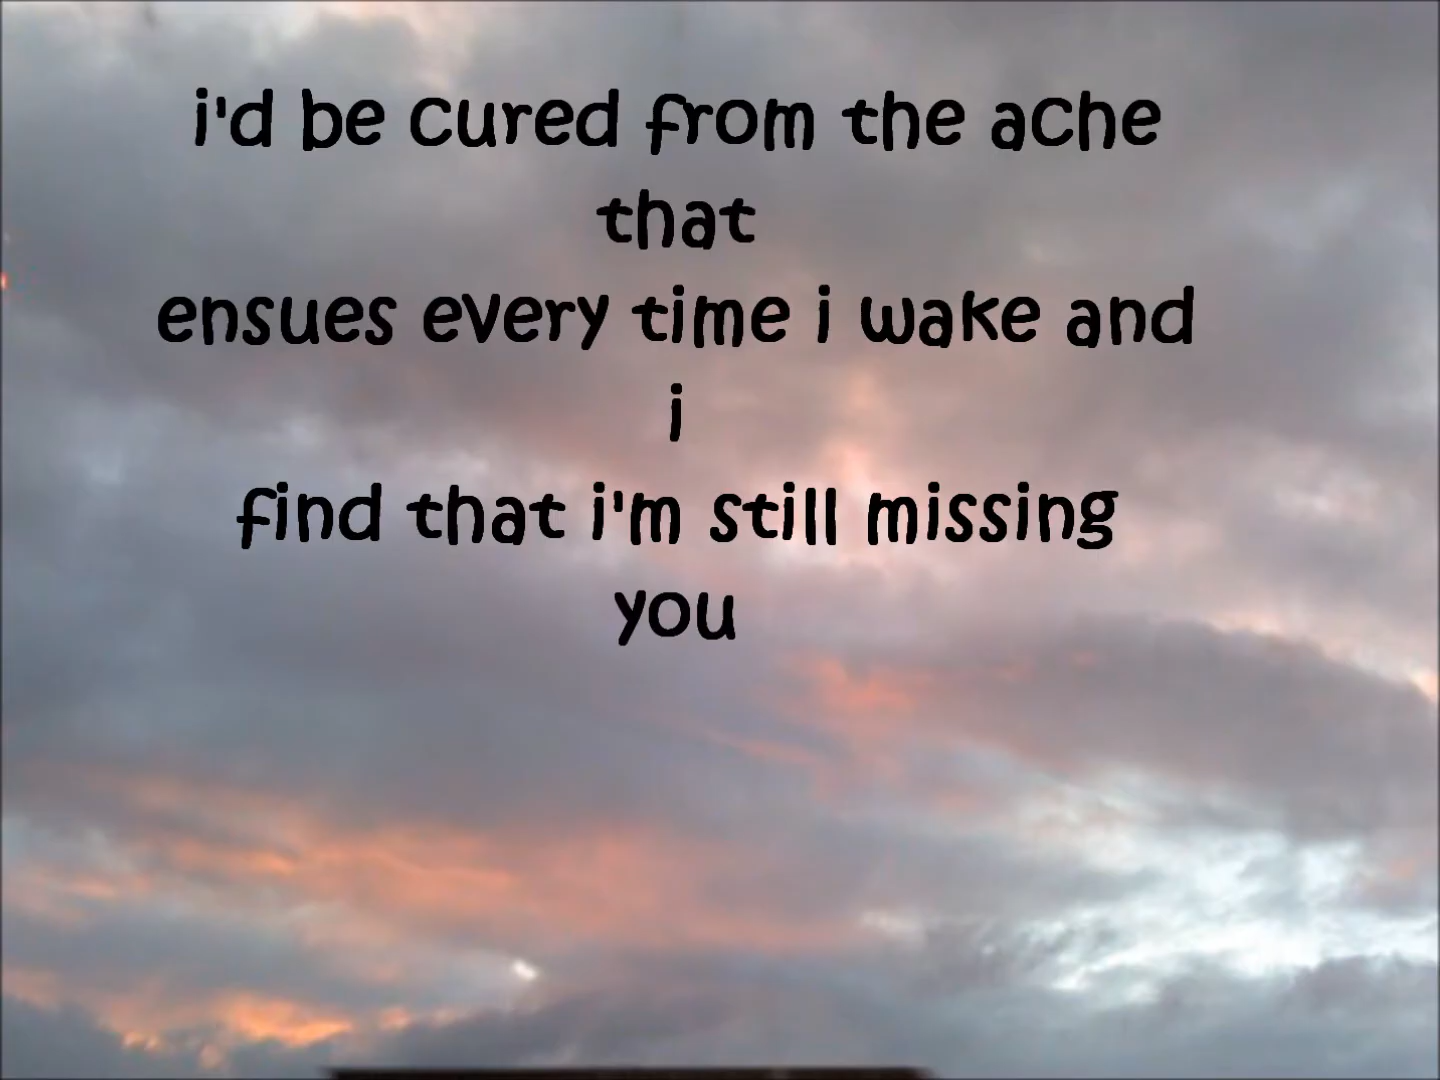 i'd be cured from the ache
that
ensues every time i wake and
i
find that i'm still missing
you